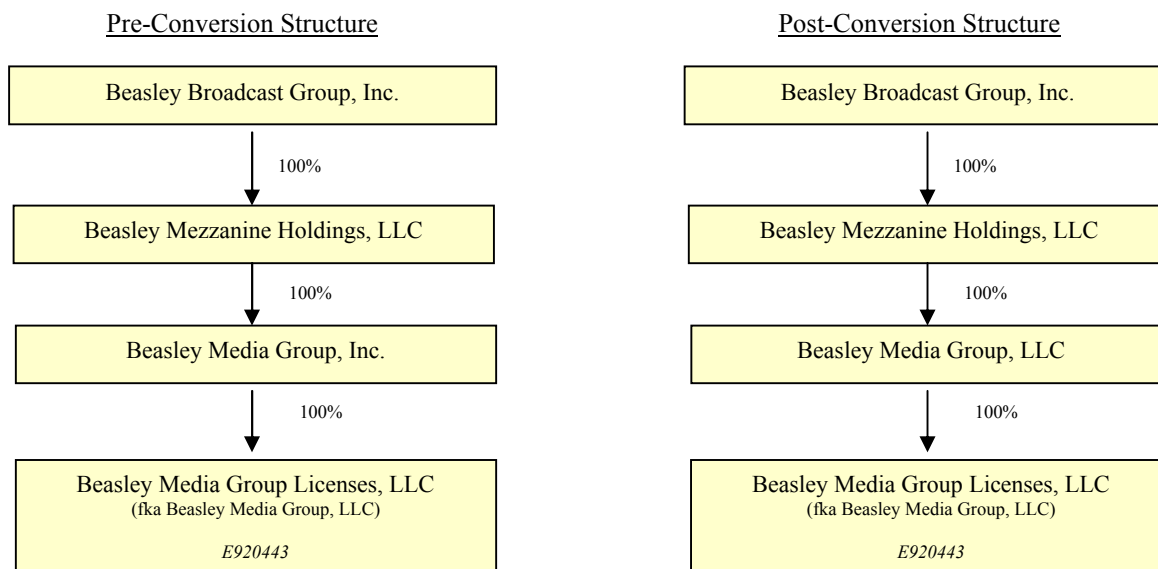 Pre-Conversion Structure
Beasley Broadcast Group, Inc.
100%
Beasley Mezzanine Holdings, LLC
100%
Beasley Media Group, Inc.
100%
Beasley Media Group Licenses, LLC
(fka Beasley Media Group, LLC)
E920443
Post-Conversion Structure
Beasley Broadcast Group, Inc.
100%
Beasley Mezzanine Holdings, LLC
100%
Beasley Media Group, LLC
100%
Beasley Media Group Licenses, LLC
(fka Beasley Media Group, LLC)
E920443